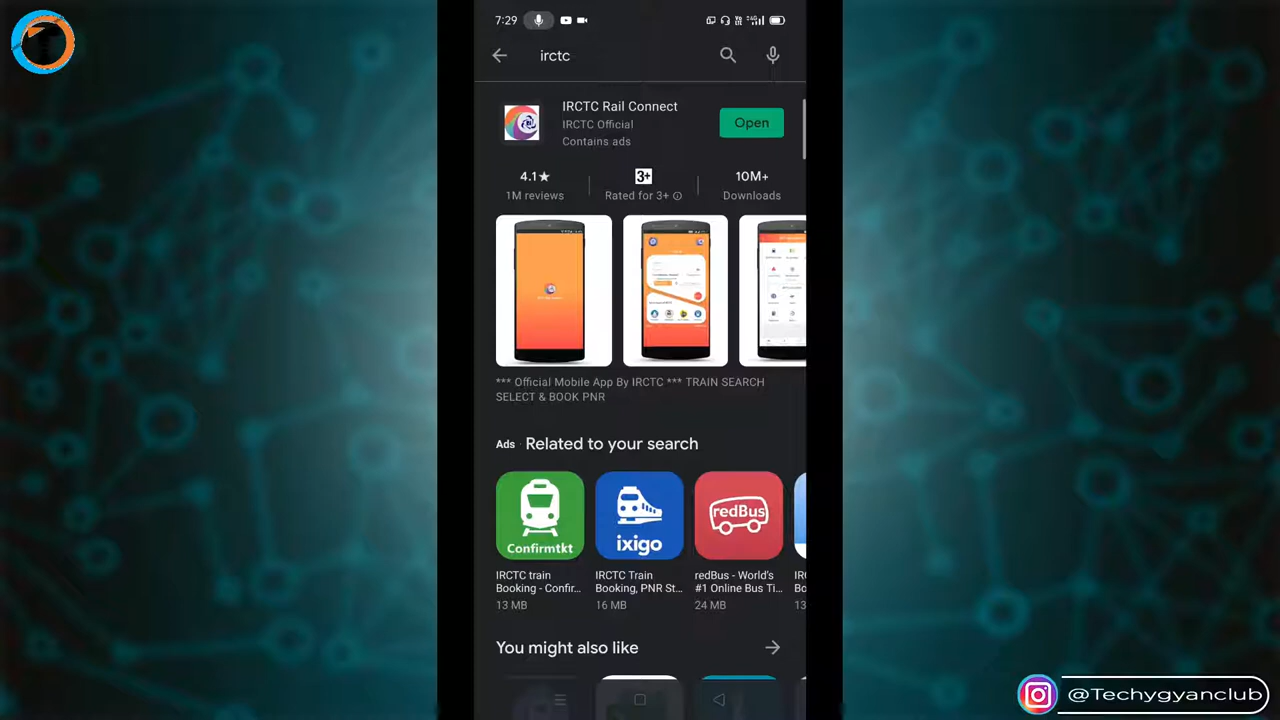 7:29
irctc
IRCTC Rail Connect
IRCTC Official
Contains ads
Open
4.1★
1M reviews
3+
Rated for 3+
10M+
Downloads
*** Official Mobile App By IRCTC *** TRAIN SEARCH
SELECT & BOOK PNR
Ads · Related to your search
Confirmtkt
ixigo
redBus
IRCTC train
Booking - Confir...
13 MB
IRCTC Train
Booking, PNR St...
16 MB
redBus - World's
#1 Online Bus Ti...
24 MB
You might also like
@Techygyanclub